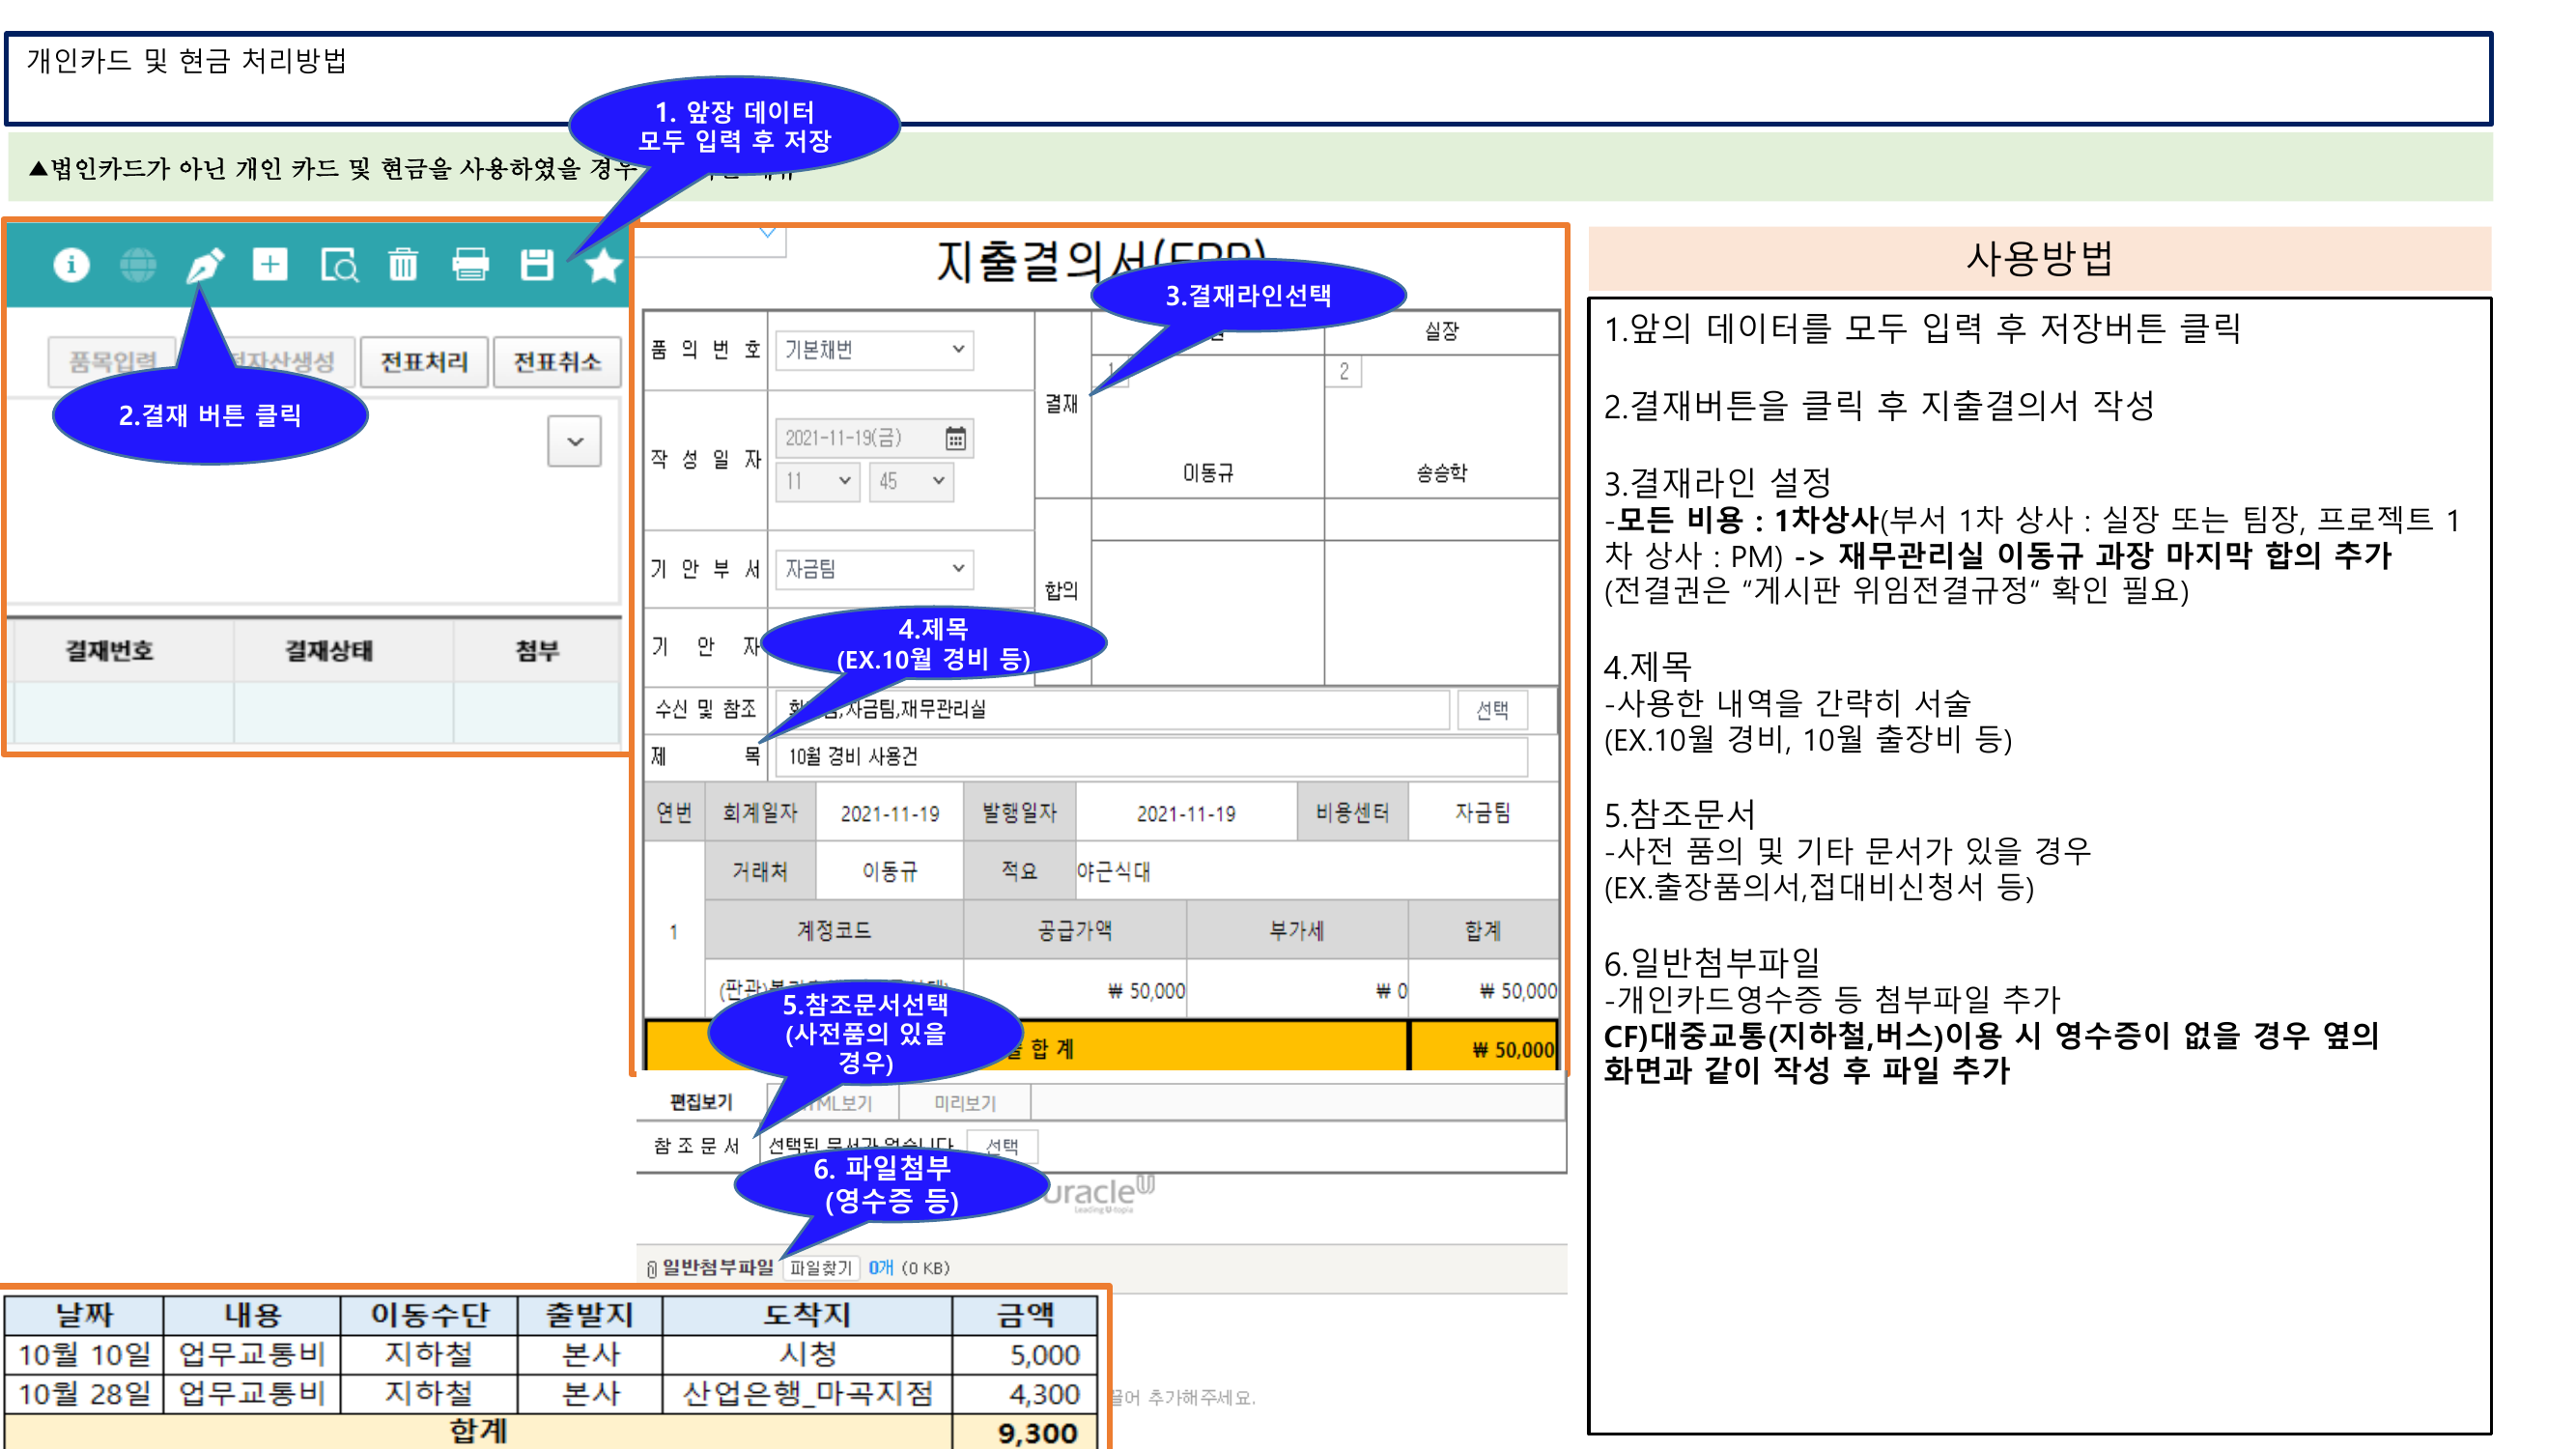 개인카드 및 현금 처리방법
1. 앞장 데이터
모두 입력 후 저장
▲법인카드가 아닌 개인 카드 및 현금을 사용하였을 경우
품목입력 전자산생성 전표처리 전표취소
2.결재 버튼 클릭
결재번호 결재상태 첨부
지출결의서(ERP)
3.결재라인선택
품 의 번 호 기본채번
실장
결재
1 2
작 성 일 자 2021-11-19(금)
11 45
이동규 송승학
기 안 부 서 자금팀
합의
기 안 자
4.제목
(EX.10월 경비 등)
수신 및 참조 자금팀,재무관리실 선택
제 목 10월 경비 사용건
연번 회계일자 2021-11-19 발행일자 2021-11-19 비용센터 자금팀
거래처 이동규 적요 야근식대
1 계정코드 공급가액 부가세 합계
(판관) ₩ 50,000 ₩ 0 ₩ 50,000
5.참조문서선택
(사전품의 있을
경우)
합 계 ₩ 50,000
편집보기 HTML보기 미리보기
참 조 문 서 선택된 문서가 없습니다. 선택
6. 파일첨부
(영수증 등)
uracle
Leading U-topia
일반첨부파일 파일찾기 0개 (0 KB)
끌어 추가해주세요.
날짜 내용 이동수단 출발지 도착지 금액
10월 10일 업무교통비 지하철 본사 시청 5,000
10월 28일 업무교통비 지하철 본사 산업은행_마곡지점 4,300
합계 9,300
사용방법
1.앞의 데이터를 모두 입력 후 저장버튼 클릭
2.결재버튼을 클릭 후 지출결의서 작성
3.결재라인 설정
-모든 비용 : 1차상사(부서 1차 상사 : 실장 또는 팀장, 프로젝트 1
차 상사 : PM) -> 재무관리실 이동규 과장 마지막 합의 추가
(전결권은 “게시판 위임전결규정“ 확인 필요)
4.제목
-사용한 내역을 간략히 서술
(EX.10월 경비, 10월 출장비 등)
5.참조문서
-사전 품의 및 기타 문서가 있을 경우
(EX.출장품의서,접대비신청서 등)
6.일반첨부파일
-개인카드영수증 등 첨부파일 추가
CF)대중교통(지하철,버스)이용 시 영수증이 없을 경우 옆의
화면과 같이 작성 후 파일 추가